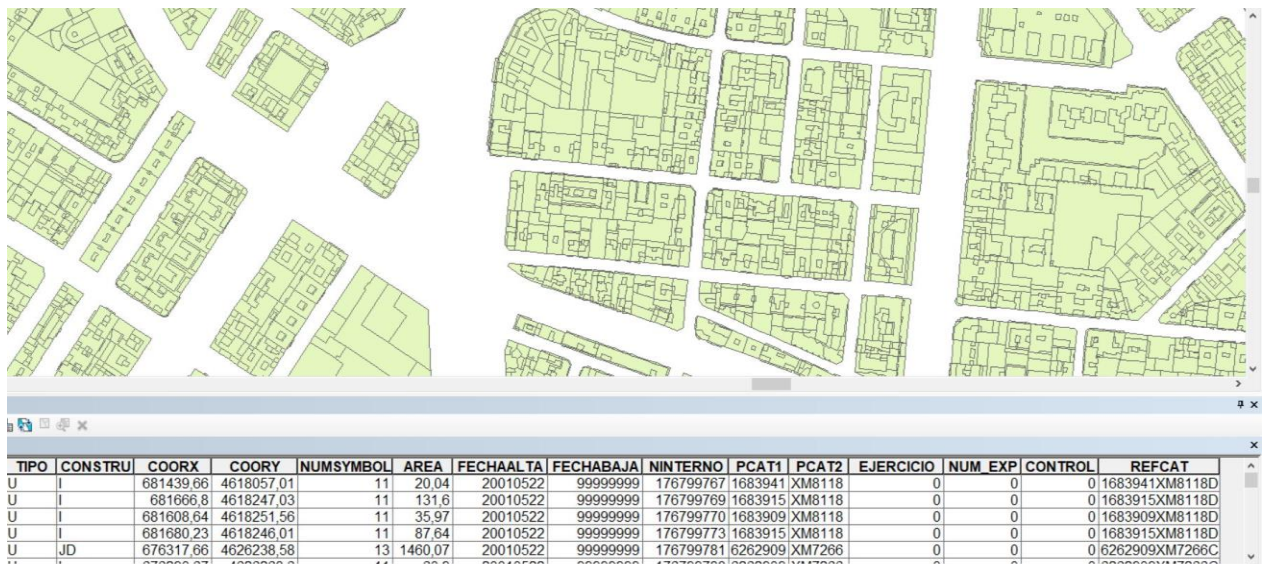 TIPO CONSTRU COORX COORY NUMSYMBOL AREA FECHAALTA FECHABAJA NINTERNO PCAT1 PCAT2 EJERCICIO NUM_EXP CONTROL REFCAT
U I 681439,66 4618057,01 11 20,04 20010522 99999999 176799767 1683941 XM8118 0 0 0 1683941XM8118D
U I 681666,8 4618247,03 11 131,6 20010522 99999999 176799769 1683915 XM8118 0 0 0 1683915XM8118D
U I 681608,64 4618251,56 11 35,97 20010522 99999999 176799770 1683909 XM8118 0 0 0 1683909XM8118D
U I 681680,23 4618246,01 11 87,64 20010522 99999999 176799773 1683915 XM8118 0 0 0 1683915XM8118D
U JD 676317,66 4626238,58 13 1460,07 20010522 99999999 176799781 6262909 XM7266 0 0 0 6262909XM7266C